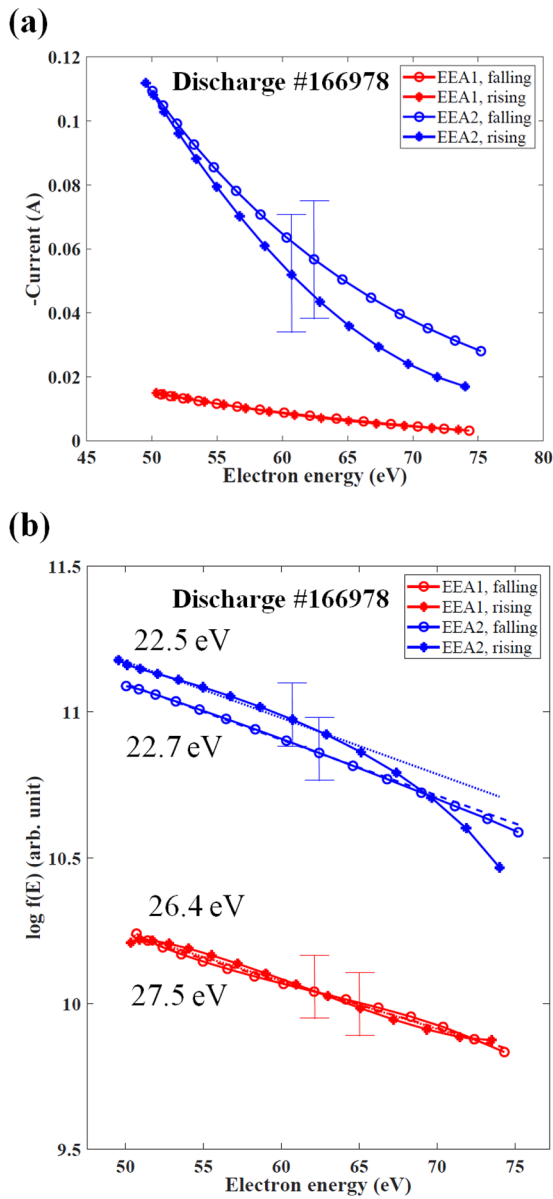 (a)
0.12
0.1
0.08
0.06
0.04
0.02
0
-Current (A)
Discharge #166978
EEA1, falling
EEA1, rising
EEA2, falling
EEA2, rising
45 50 55 60 65 70 75 80
Electron energy (eV)
(b)
11.5
11
10.5
10
9.5
log f(E) (arb. unit)
Discharge #166978
EEA1, falling
EEA1, rising
EEA2, falling
EEA2, rising
22.5 eV
22.7 eV
26.4 eV
27.5 eV
50 55 60 65 70 75
Electron energy (eV)